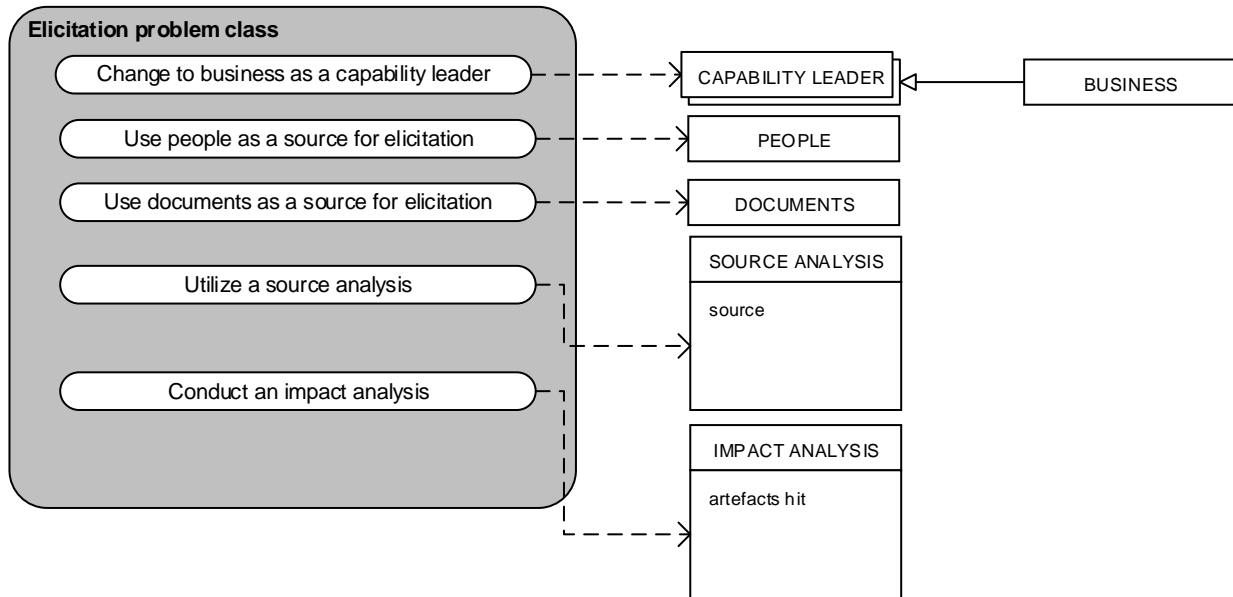 Elicitation problem class
Change to business as a capability leader
CAPABILITY LEADER
BUSINESS
Use people as a source for elicitation
PEOPLE
Use documents as a source for elicitation
DOCUMENTS
SOURCE ANALYSIS
Utilize a source analysis
source
Conduct an impact analysis
IMPACT ANALYSIS
artefacts hit